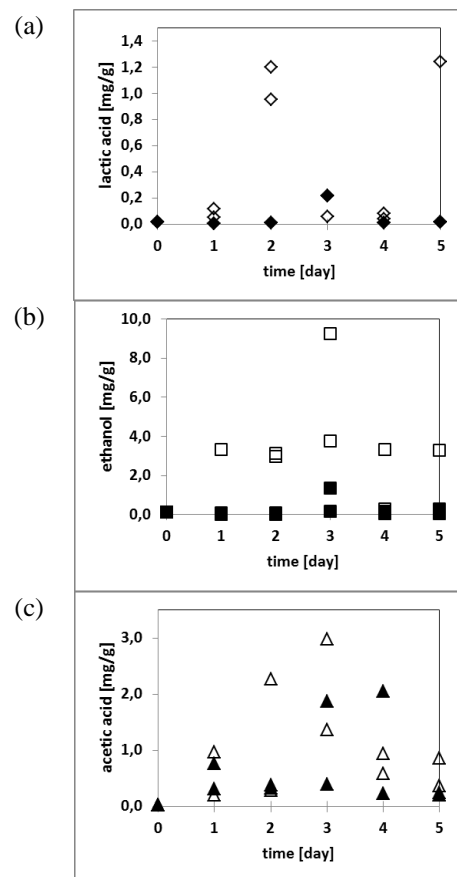 (a)
lactic acid [mg/g]
1,4
1,2
1,0
0,8
0,6
0,4
0,2
0,0
0 1 2 3 4 5
time [day]
(b)
ethanol [mg/g]
10,0
8,0
6,0
4,0
2,0
0,0
0 1 2 3 4 5
time [day]
(c)
acetic acid [mg/g]
3,0
2,0
1,0
0,0
0 1 2 3 4 5
time [day]